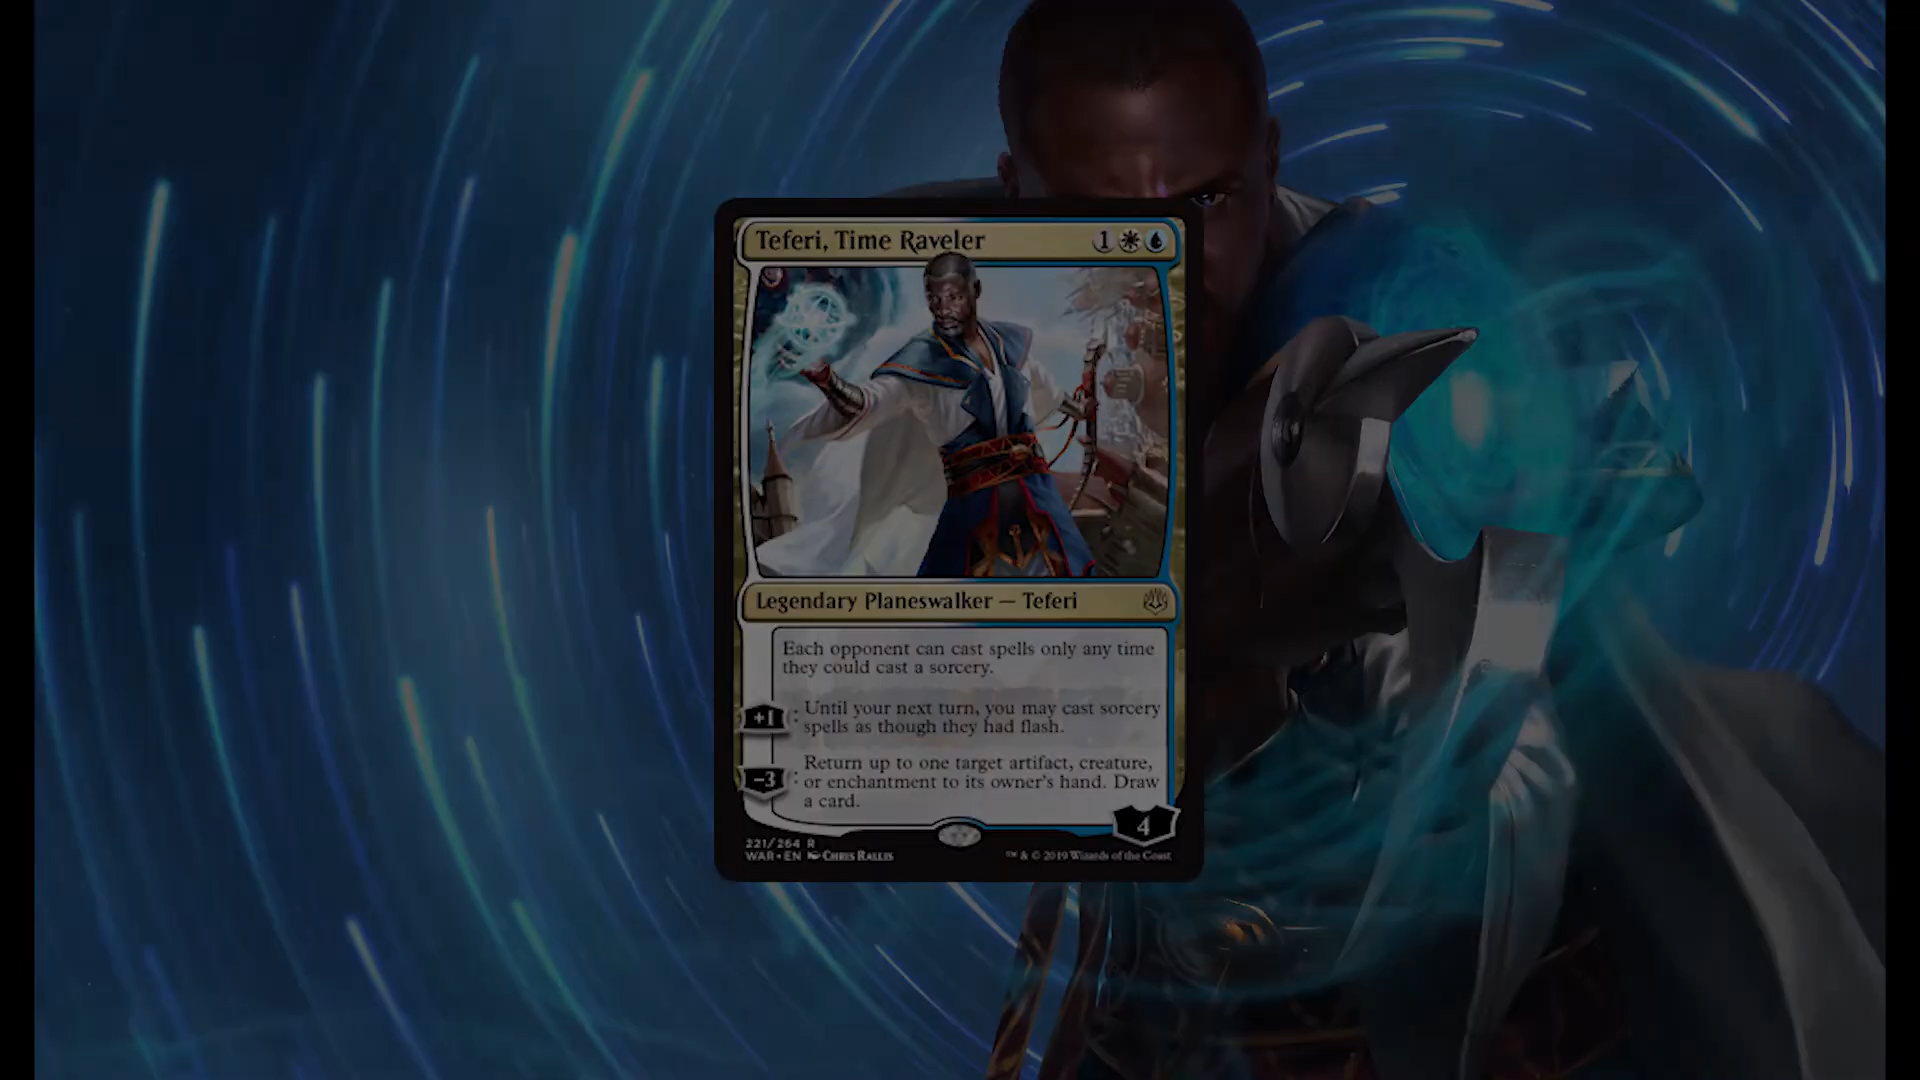 Teferi, Time Raveler 1
Legendary Planeswalker — Teferi
Each opponent can cast spells only any time
they could cast a sorcery.
+1 : Until your next turn, you may cast sorcery
spells as though they had flash.
-3 : Return up to one target artifact, creature,
or enchantment to its owner's hand. Draw
a card.
4
221/264 R
WAR • EN Chris Rallis
™ & © 2019 Wizards of the Coast